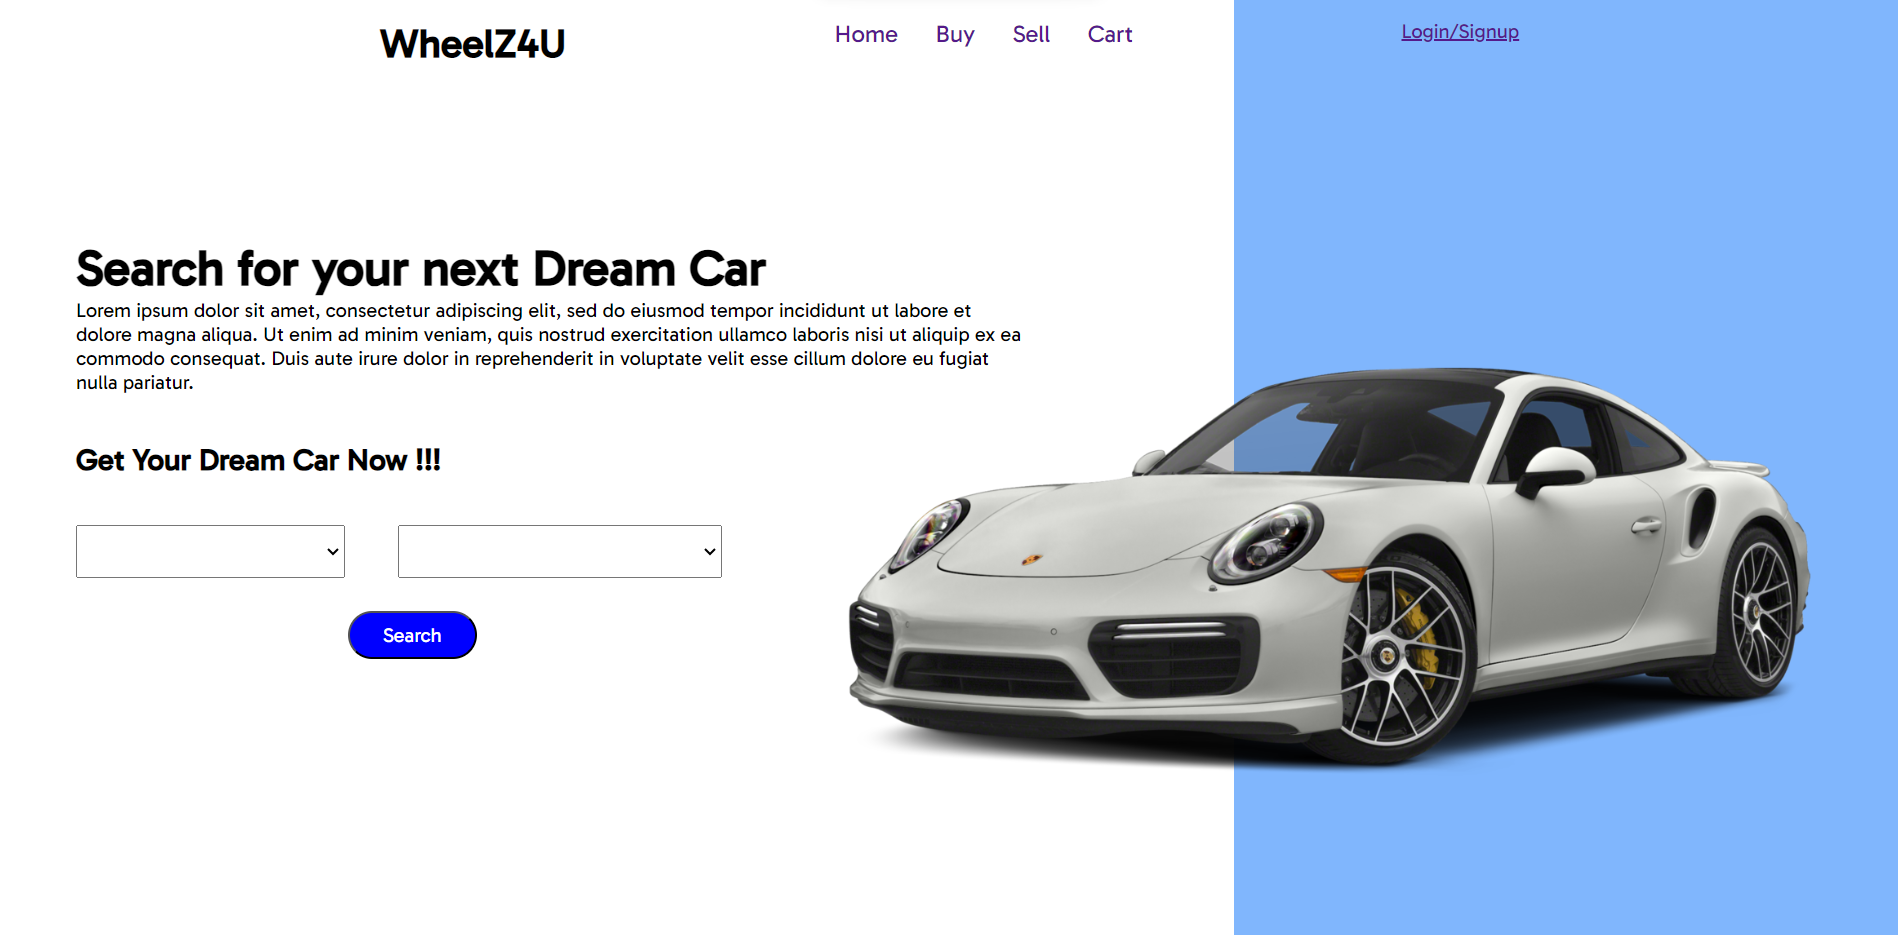 WheelZ4U
Home Buy Sell Cart
Login/Signup
Search for your next Dream Car
Lorem ipsum dolor sit amet, consectetur adipiscing elit, sed do eiusmod tempor incididunt ut labore et
dolore magna aliqua. Ut enim ad minim veniam, quis nostrud exercitation ullamco laboris nisi ut aliquip ex ea
commodo consequat. Duis aute irure dolor in reprehenderit in voluptate velit esse cillum dolore eu fugiat
nulla pariatur.
Get Your Dream Car Now !!!
Search